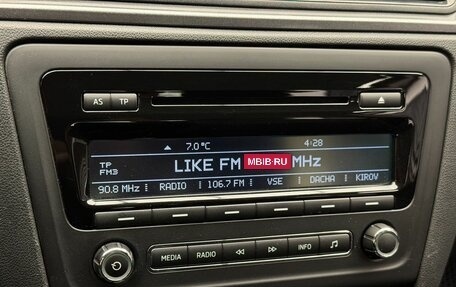 AS TP
7.0°C 4:28
TP
FM3
LIKE FM MBIB.RU MHz
90.8 MHz RADIO 106.7 FM VSE DACHA KIROV
MEDIA RADIO INFO